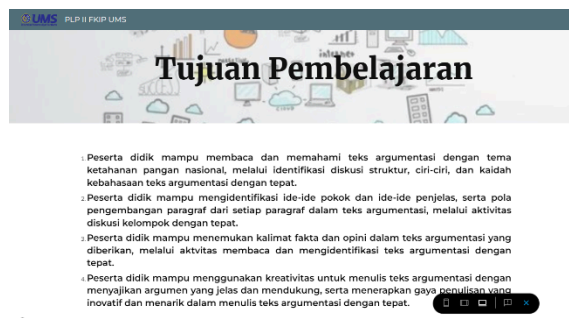 UMS PLP II FKIP UMS
internet
Tujuan Pembelajaran
1. Peserta didik mampu membaca dan memahami teks argumentasi dengan tema
ketahanan pangan nasional, melalui identifikasi diskusi struktur, ciri-ciri, dan kaidah
kebahasaan teks argumentasi dengan tepat.
2. Peserta didik mampu mengidentifikasi ide-ide pokok dan ide-ide penjelas, serta pola
pengembangan paragraf dari setiap paragraf dalam teks argumentasi, melalui aktivitas
diskusi kelompok dengan tepat.
3. Peserta didik mampu menemukan kalimat fakta dan opini dalam teks argumentasi yang
diberikan, melalui aktvitas membaca dan mengidentifikasi teks argumentasi dengan
tepat.
4. Peserta didik mampu menggunakan kreativitas untuk menulis teks argumentasi dengan
menyajikan argumen yang jelas dan mendukung, serta menerapkan gaya penulisan yang
inovatif dan menarik dalam menulis teks argumentasi dengan tepat.